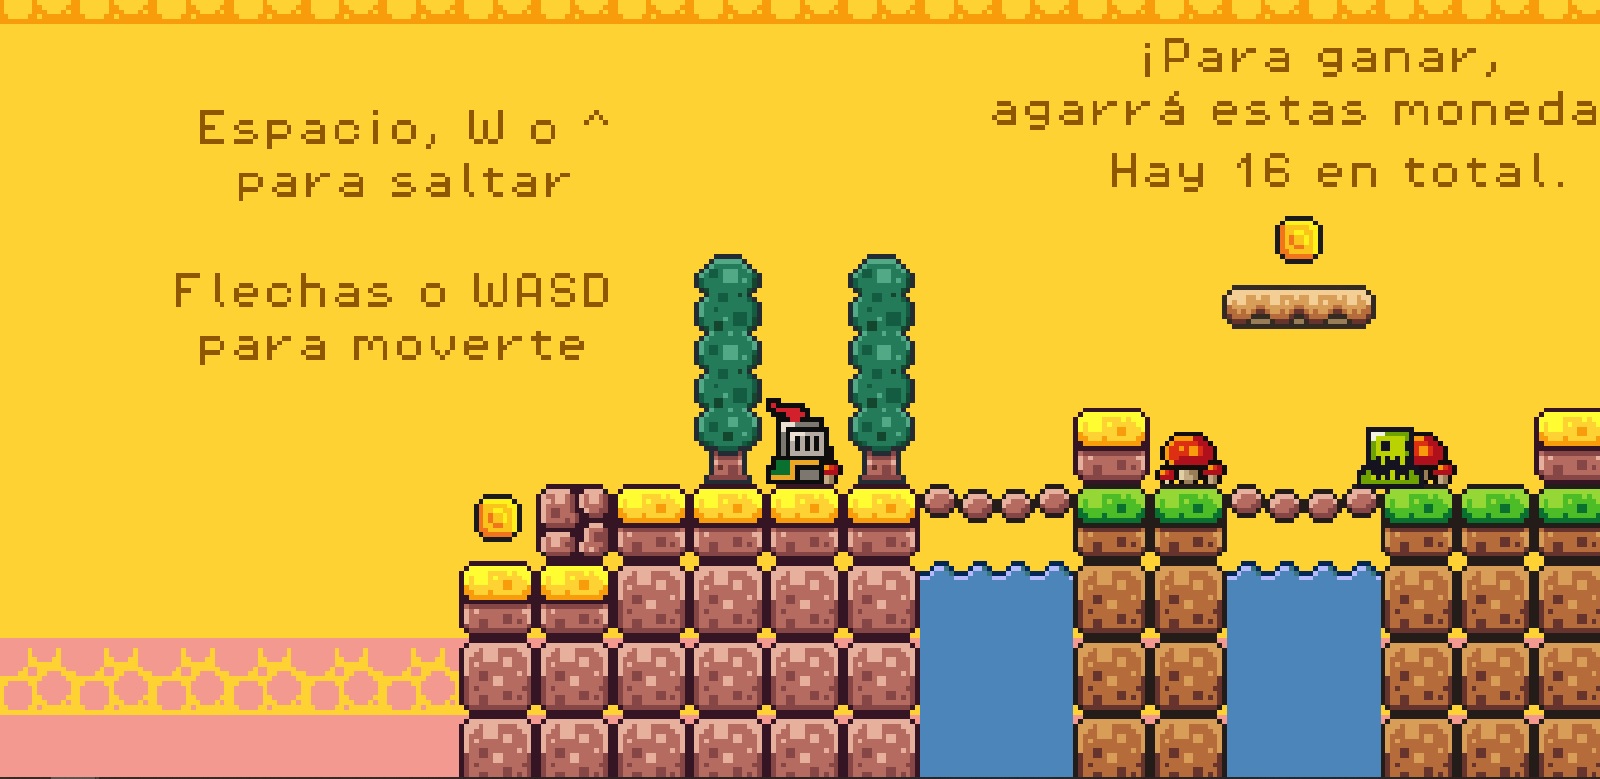 Espacio, W o ^
para saltar
Flechas o WASD
para moverte
¡Para ganar,
agarrá estas moneda
Hay 16 en total.